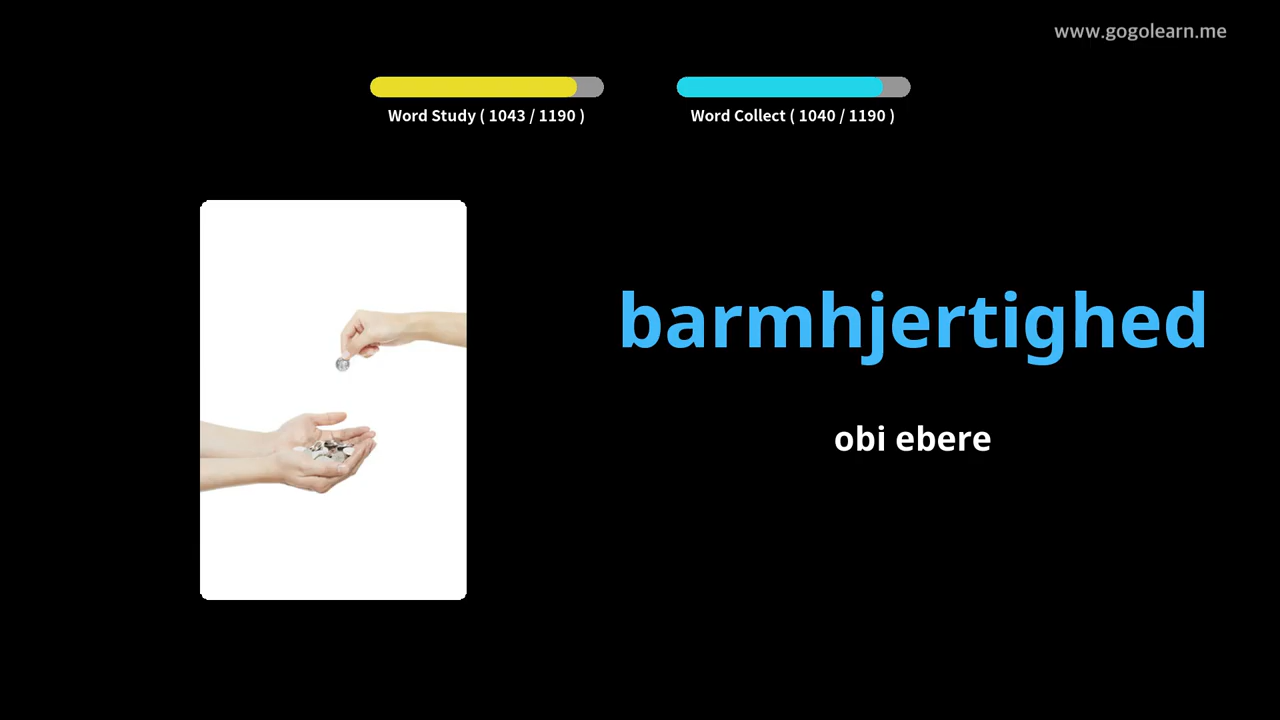 www.gogolearn.me
Word Study ( 1043 / 1190 )
Word Collect ( 1040 / 1190 )
barmhjertighed
obi ebere